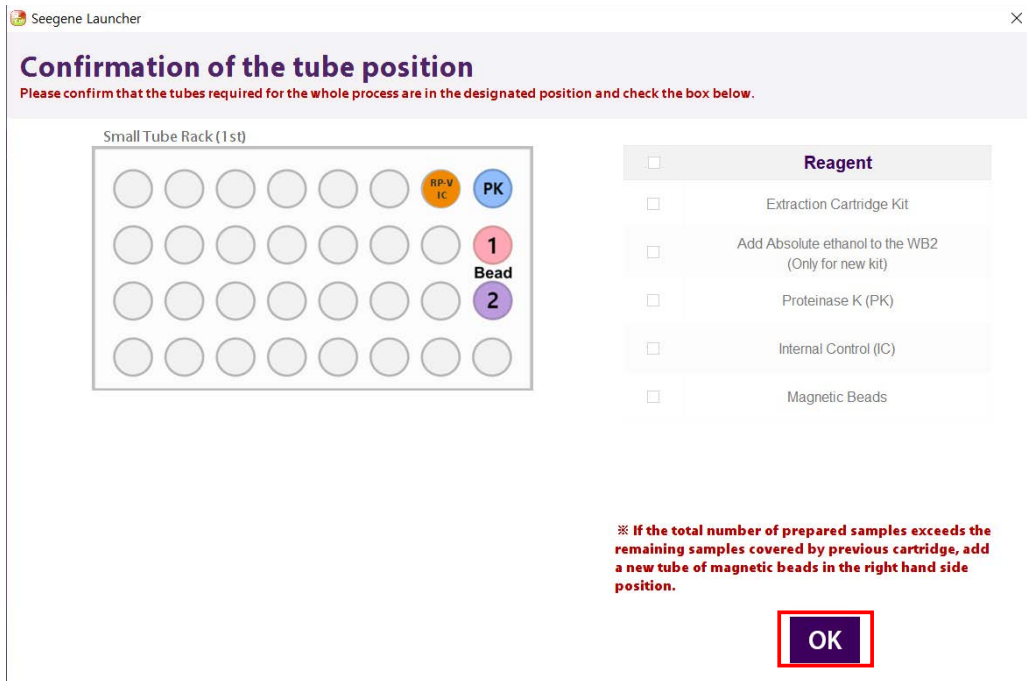 Seegene Launcher
Confirmation of the tube position
Please confirm that the tubes required for the whole process are in the designated position and check the box below.
Small Tube Rack (1st)
RP-V
IC
PK
1
Bead
2
Reagent
Extraction Cartridge Kit
Add Absolute ethanol to the WB2
(Only for new kit)
Proteinase K (PK)
Internal Control (IC)
Magnetic Beads
※ If the total number of prepared samples exceeds the
remaining samples covered by previous cartridge, add
a new tube of magnetic beads in the right hand side
position.
OK